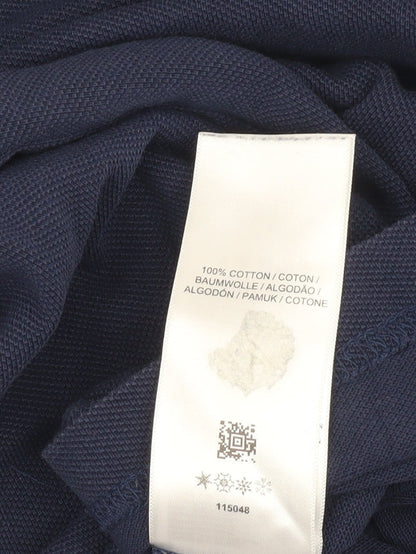 100% COTTON / COTON /
BAUMWOLLE / ALGODÃO /
ALGODÓN / PAMUK / COTONE
115048